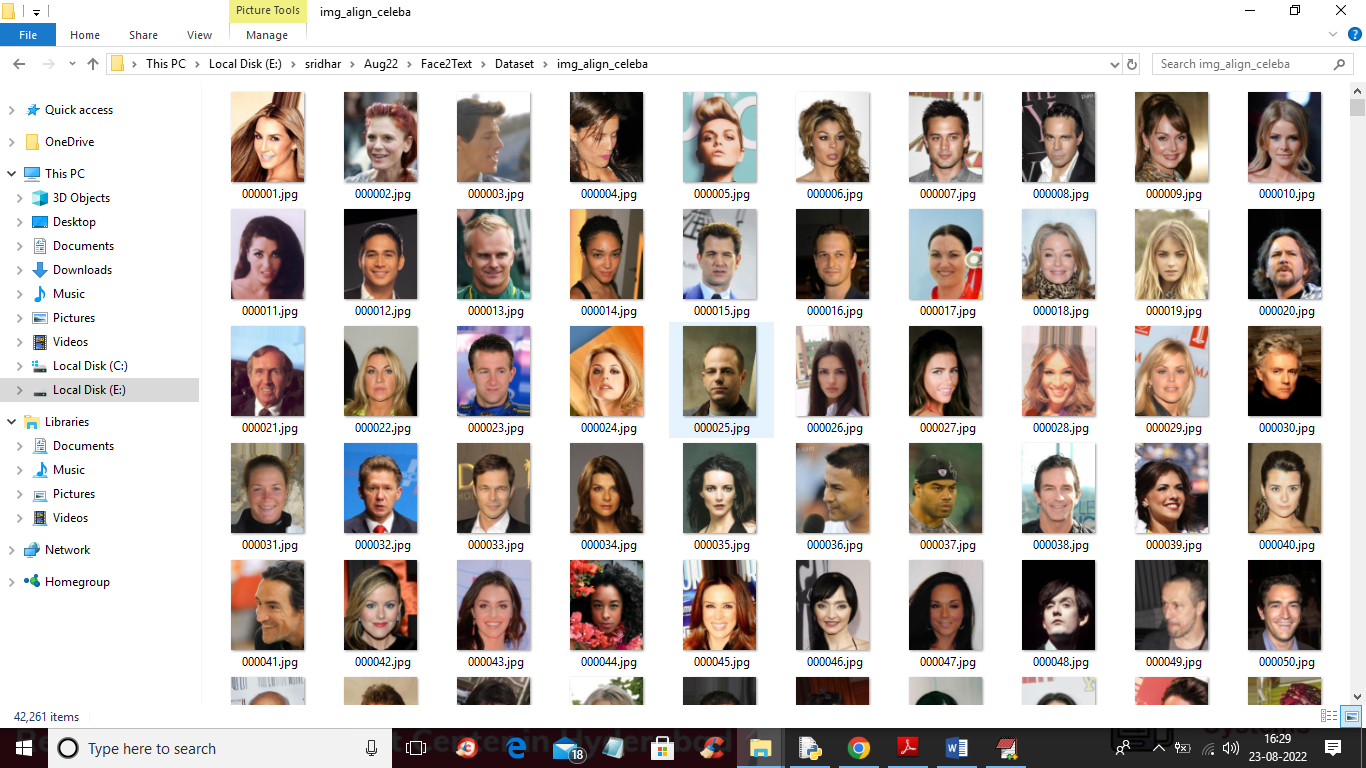 Picture Tools
img_align_celeba
File Home Share View Manage
This PC Local Disk (E:) sridhar Aug22 Face2Text Dataset img_align_celeba
Search img_align_celeba
Quick access
OneDrive
This PC
3D Objects
Desktop
Documents
Downloads
Music
Pictures
Videos
Local Disk (C:)
Local Disk (E:)
Libraries
Documents
Music
Pictures
Videos
Network
Homegroup
000001.jpg 000002.jpg 000003.jpg 000004.jpg 000005.jpg 000006.jpg 000007.jpg 000008.jpg 000009.jpg 000010.jpg
000011.jpg 000012.jpg 000013.jpg 000014.jpg 000015.jpg 000016.jpg 000017.jpg 000018.jpg 000019.jpg 000020.jpg
000021.jpg 000022.jpg 000023.jpg 000024.jpg 000025.jpg 000026.jpg 000027.jpg 000028.jpg 000029.jpg 000030.jpg
000031.jpg 000032.jpg 000033.jpg 000034.jpg 000035.jpg 000036.jpg 000037.jpg 000038.jpg 000039.jpg 000040.jpg
000041.jpg 000042.jpg 000043.jpg 000044.jpg 000045.jpg 000046.jpg 000047.jpg 000048.jpg 000049.jpg 000050.jpg
42,261 items
Type here to search
18
16:29
23-08-2022